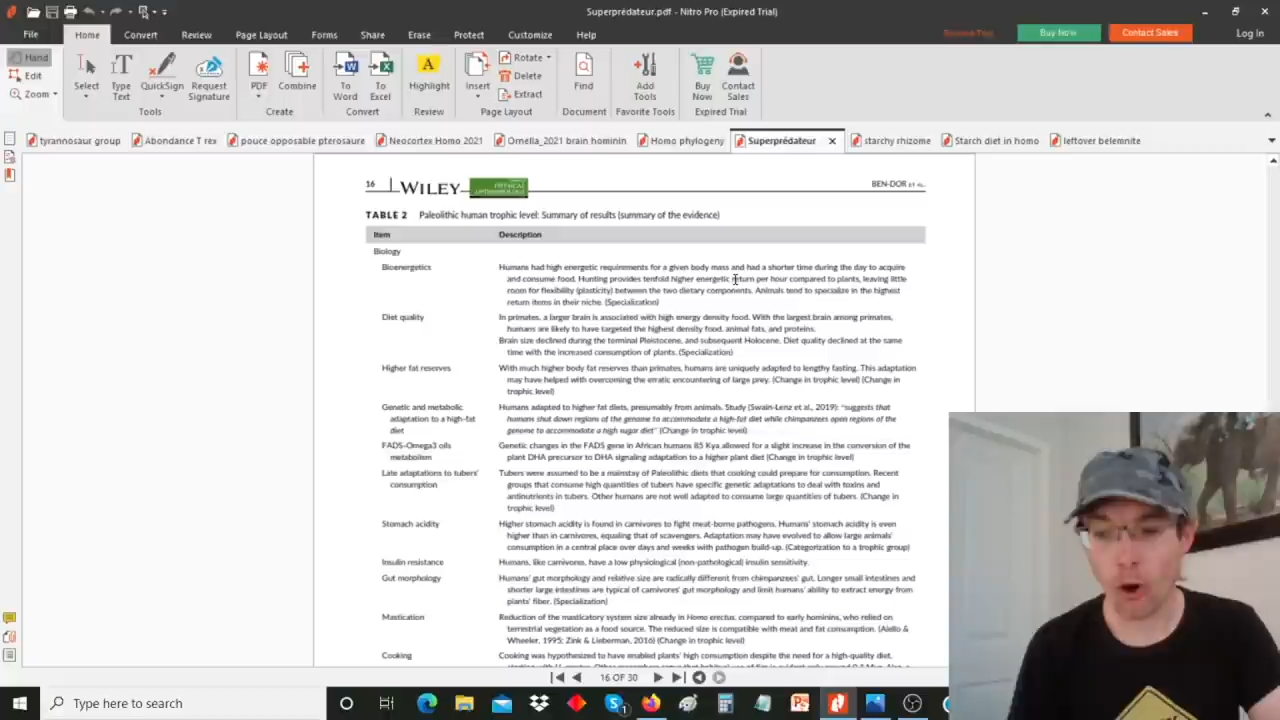 Superprédateur.pdf - Nitro Pro (Expired Trial)
File Home Convert Review Page Layout Forms Share Erase Protect Customize Help Buy Now Contact Sales Log In
Hand
Edit
Zoom
Select
Type Text
QuickSign
Request Signature
Tools
PDF
Combine
Create
To Word
To Excel
Convert
Highlight
Review
Insert
Rotate
Delete
Extract
Page Layout
Find
Document
Add Tools
Favorite Tools
Buy Now
Contact Sales
Expired Trial
tyrannosaur group Abondance T rex pouce opposable pterosaure Neocortex Homo 2021 Ornella_2021 brain hominin Homo phylogeny Superprédateur starchy rhizome Starch diet in homo leftover belemnite
16 WILEY PHYSICAL ANTHROPOLOGY BEN-DOR ET AL.
TABLE 2 Paleolithic human trophic level: Summary of results (summary of the evidence)
Item Description
Biology
Bioenergetics Humans had high energetic requirements for a given body mass and had a shorter time during the day to acquire
and consume food. Hunting provides tenfold higher energetic return per hour compared to plants, leaving little
room for flexibility (plasticity) between the two dietary components. Animals tend to specialize in the highest
return items in their niche. (Specialization)
Diet quality In primates, a larger brain is associated with high energy density food. With the largest brain among primates,
humans are likely to have targeted the highest density food, animal fats, and proteins.
Brain size declined during the terminal Pleistocene, and subsequent Holocene. Diet quality declined at the same
time with the increased consumption of plants. (Specialization)
Higher fat reserves With much higher body fat reserves than primates, humans are uniquely adapted to lengthy fasting. This adaptation
may have helped with overcoming the erratic encountering of large prey. (Change in trophic level) (Change in
trophic level)
Genetic and metabolic Humans adapted to higher fat diets, presumably from animals. Study (Swain-Lenz et al., 2019): "suggests that
adaptation to a high-fat humans shut down regions of the genome to accommodate a high-fat diet while chimpanzees open regions of the
diet genome to accommodate a high sugar diet" (Change in trophic level)
FADS-Omega3 oils Genetic changes in the FADS gene in African humans 85 Kya allowed for a slight increase in the conversion of the
metabolism plant DHA precursor to DHA signaling adaptation to a higher plant diet (Change in trophic level)
Late adaptations to tubers' Tubers were assumed to be a mainstay of Paleolithic diets that cooking could prepare for consumption. Recent
consumption groups that consume high quantities of tubers have specific genetic adaptations to deal with toxins and
antinutrients in tubers. Other humans are not well adapted to consume large quantities of tubers. (Change in
trophic level)
Stomach acidity Higher stomach acidity is found in carnivores to fight meat-borne pathogens. Humans' stomach acidity is even
higher than in carnivores, equaling that of scavengers. Adaptation may have evolved to allow large animals'
consumption in a central place over days and weeks with pathogen build-up. (Categorization to a trophic group)
Insulin resistance Humans, like carnivores, have a low physiological (non-pathological) insulin sensitivity.
Gut morphology Humans' gut morphology and relative size are radically different from chimpanzees' gut. Longer small intestines and
shorter large intestines are typical of carnivores' gut morphology and limit humans' ability to extract energy from
plants' fiber. (Specialization)
Mastication Reduction of the masticatory system size already in Homo erectus, compared to early hominins, who relied on
terrestrial vegetation as a food source. The reduced size is compatible with meat and fat consumption. (Aiello &
Wheeler, 1995; Zink & Lieberman, 2016) (Change in trophic level)
Cooking Cooking was hypothesized to have enabled plants' high consumption despite the need for a high-quality diet,
16 OF 30
Type here to search